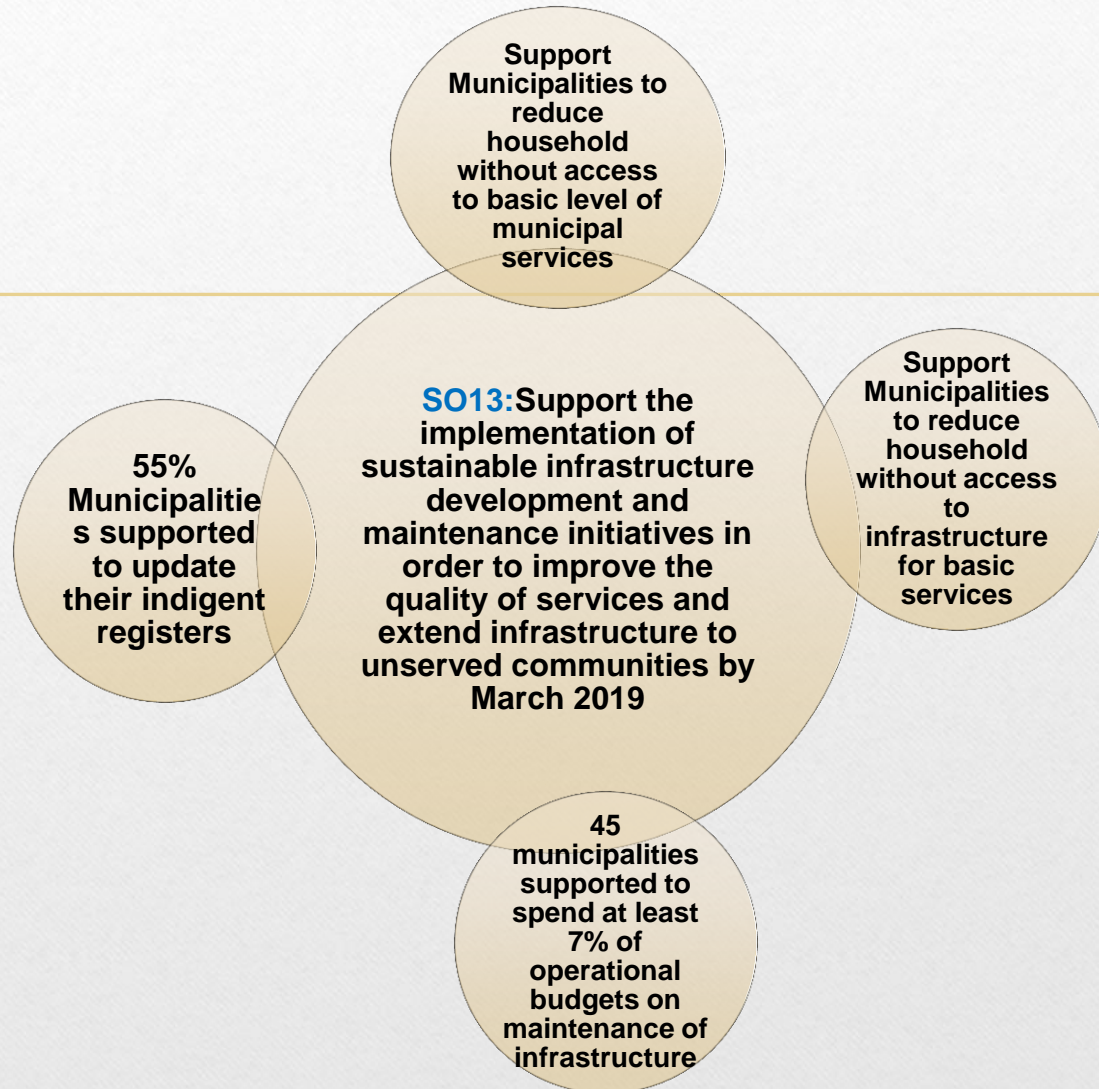 Support
Municipalities to
reduce
household
without access
to basic level of
municipal
services
SO13:Support the
implementation of
sustainable infrastructure
development and
maintenance initiatives in
order to improve the
quality of services and
extend infrastructure to
unserved communities by
March 2019
Support
Municipalities
to reduce
household
without access
to
infrastructure
for basic
services
45
municipalities
supported to
spend at least
7% of
operational
budgets on
maintenance of
infrastructure
55%
Municipalitie
s supported
to update
their indigent
registers